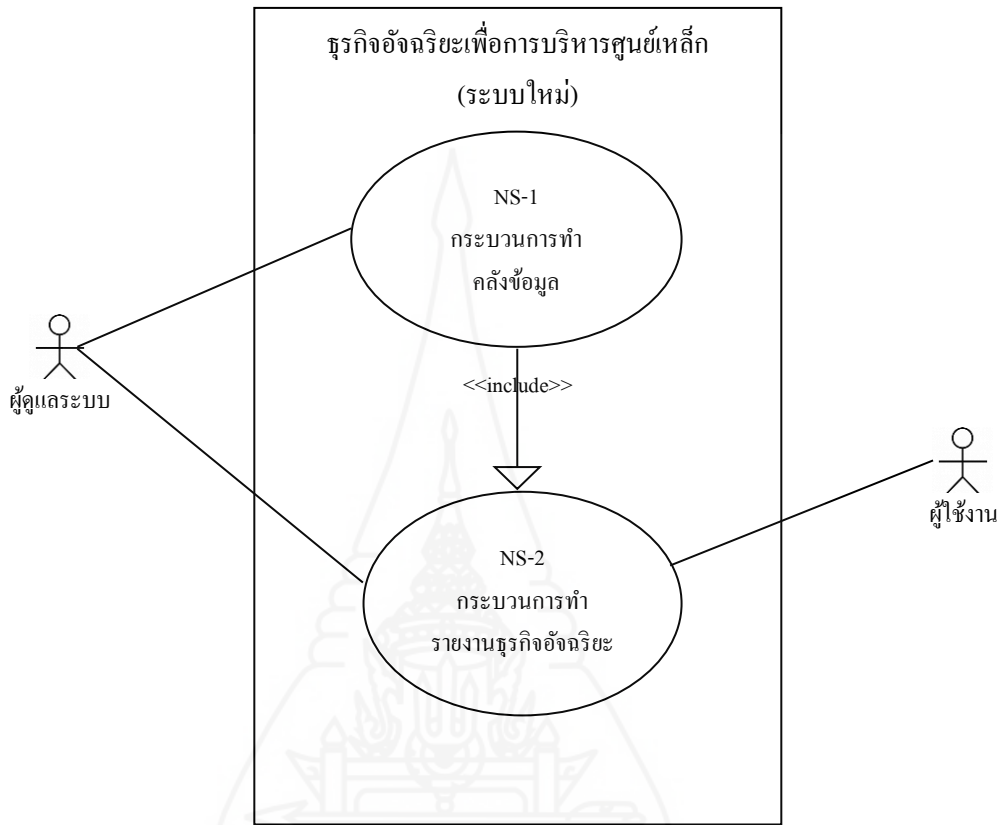 ธุรกิจอัจฉริยะเพื่อการบริหารศูนย์เหล็ก
(ระบบใหม่)
NS-1
กระบวนการทำ
คลังข้อมูล
<<include>>
ผู้ดูแลระบบ
ผู้ใช้งาน
NS-2
กระบวนการทำ
รายงานธุรกิจอัจฉริยะ